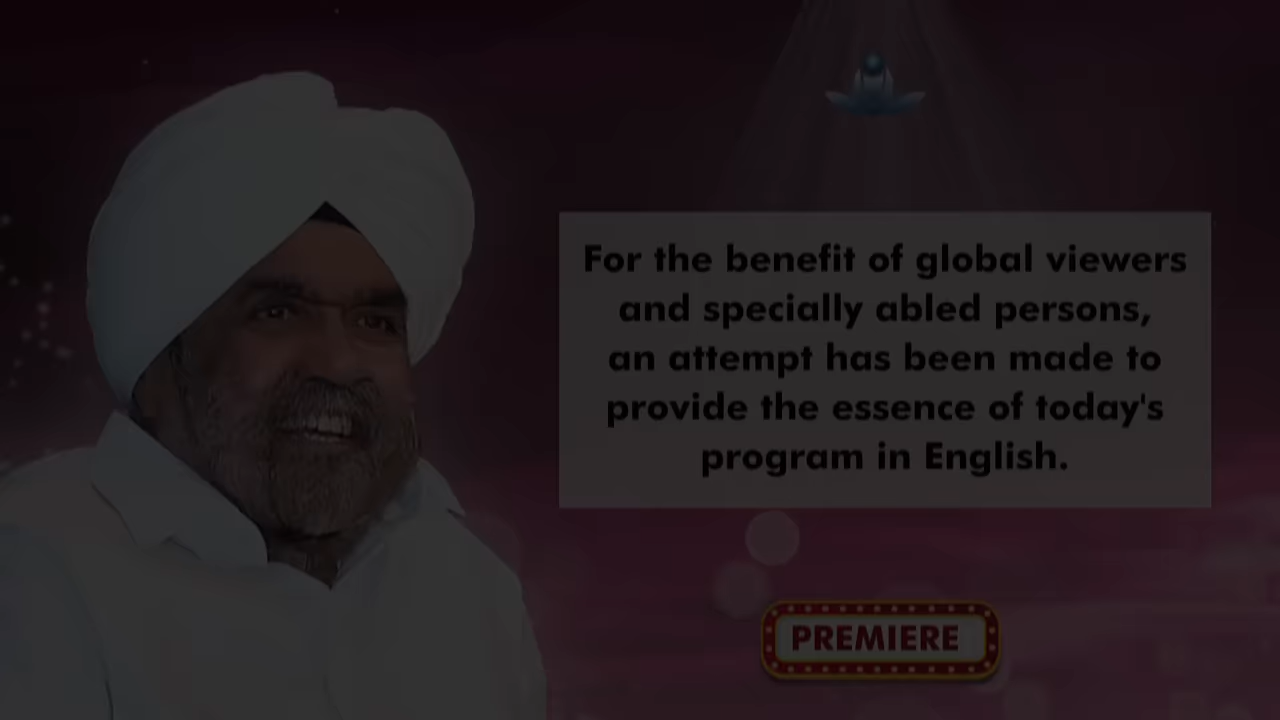 For the benefit of global viewers
and specially abled persons,
an attempt has been made to
provide the essence of today's
program in English.
PREMIERE